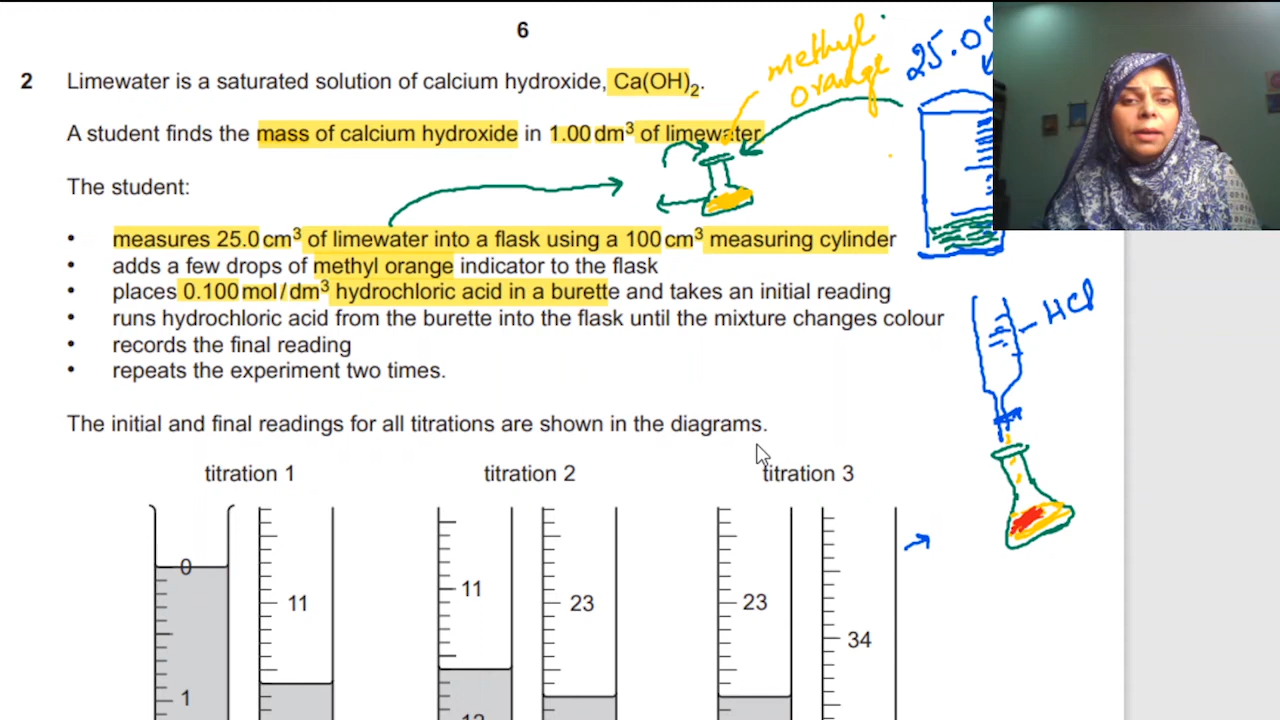 6
methyl
orange
25.0
2 Limewater is a saturated solution of calcium hydroxide, Ca(OH)₂.
A student finds the mass of calcium hydroxide in 1.00 dm³ of limewater
The student:
• measures 25.0 cm³ of limewater into a flask using a 100 cm³ measuring cylinder
• adds a few drops of methyl orange indicator to the flask
• places 0.100 mol/dm³ hydrochloric acid in a burette and takes an initial reading
HCl
• runs hydrochloric acid from the burette into the flask until the mixture changes colour
• records the final reading
• repeats the experiment two times.
The initial and final readings for all titrations are shown in the diagrams.
titration 1 titration 2 titration 3
0
11 11 23 23
34
1